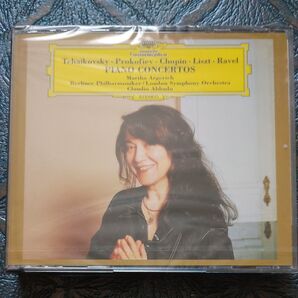 Tchaikovsky · Prokofiev · Chopin · Liszt · Ravel
PIANO CONCERTOS
Martha Argerich
Berliner Philharmoniker / London Symphony Orchestra
Claudio Abbado